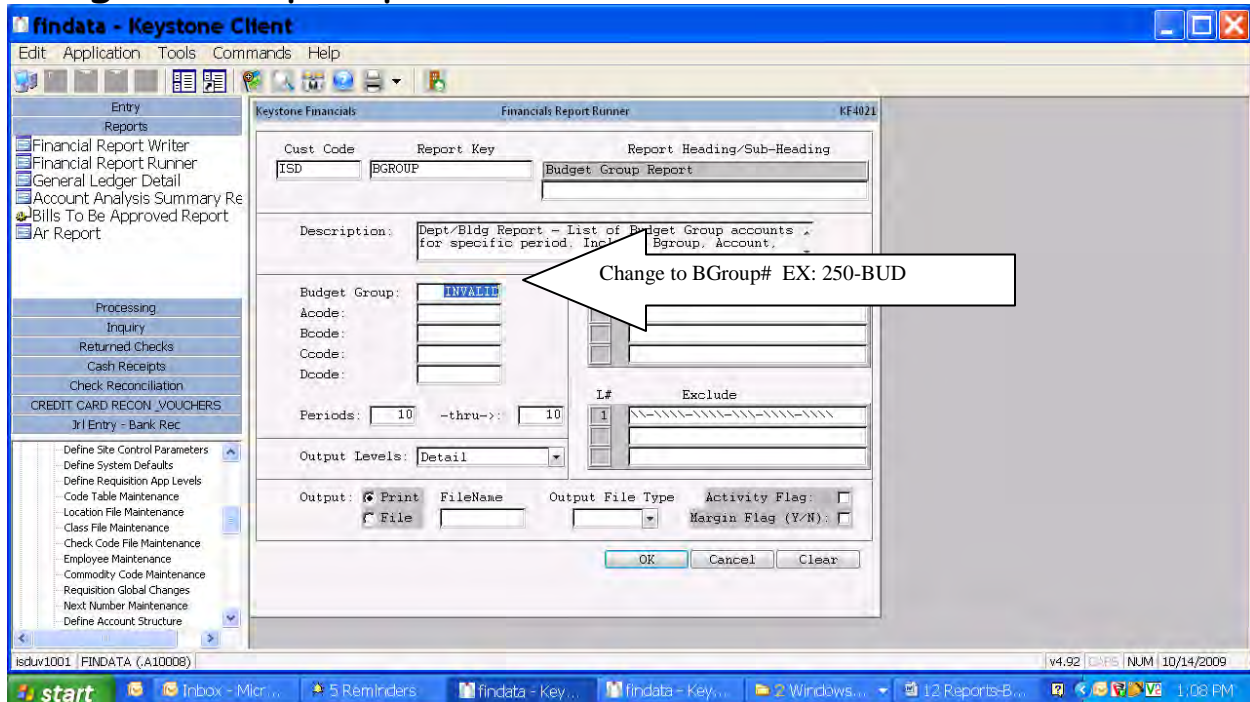 findata - Keystone Client
Edit Application Tools Commands Help
Entry
Reports
Financial Report Writer
Financial Report Runner
General Ledger Detail
Account Analysis Summary Re
Bills To Be Approved Report
Ar Report
Processing
Inquiry
Returned Checks
Cash Receipts
Check Reconciliation
CREDIT CARD RECON _VOUCHERS
Jrl Entry - Bank Rec
Define Site Control Parameters
Define System Defaults
Define Requisition App Levels
Code Table Maintenance
Location File Maintenance
Class File Maintenance
Check Code File Maintenance
Employee Maintenance
Commodity Code Maintenance
Requisition Global Changes
Next Number Maintenance
Define Account Structure
Keystone Financials Financials Report Runner KF4021
Cust Code Report Key Report Heading/Sub-Heading
ISD BGROUP Budget Group Report
Description: Dept/Bldg Report - List of Budget Group accounts
for specific period. Bgroup, Account,
Change to BGroup# EX: 250-BUD
Budget Group: INVALID
Acode:
Bcode:
Ccode:
Dcode:
L# Exclude
Periods: 10 -thru->: 10 1 \\-\\\\-\\\\-\\\-\\\\-\\\\
Output Levels: Detail
Output: Print FileName Output File Type Activity Flag:
File Margin Flag (Y/N):
OK Cancel Clear
isduv1001 FINDATA (.A10008) v4.92 CAPS NUM 10/14/2009
start Inbox - Micr... 5 Reminders findata - Key... findata - Key... 2 Windows... 12 Reports-B... 1:08 PM